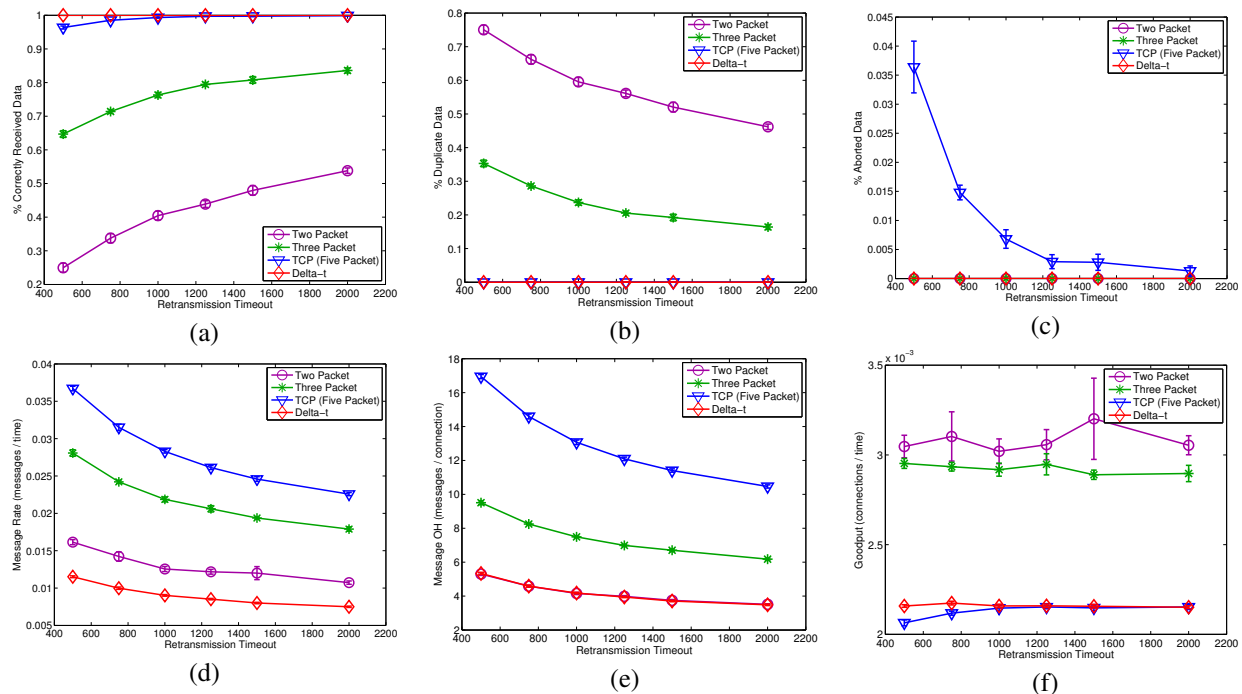 1
0.9
0.8
0.7
0.6
0.5
0.4
0.3
0.2
400 600 800 1000 1200 1400 1600 1800 2000 2200
Retransmission Timeout
% Correctly Received Data
Two Packet
Three Packet
TCP (Five Packet)
Delta−t
(a)
0.8
0.7
0.6
0.5
0.4
0.3
0.2
0.1
0
400 600 800 1000 1200 1400 1600 1800 2000 2200
Retransmission Timeout
% Duplicate Data
Two Packet
Three Packet
TCP (Five Packet)
Delta−t
(b)
0.045
0.04
0.035
0.03
0.025
0.02
0.015
0.01
0.005
0
400 600 800 1000 1200 1400 1600 1800 2000 2200
Retransmission Timeout
% Aborted Data
Two Packet
Three Packet
TCP (Five Packet)
Delta−t
(c)
0.04
0.035
0.03
0.025
0.02
0.015
0.01
0.005
400 600 800 1000 1200 1400 1600 1800 2000 2200
Retransmission Timeout
Message Rate (messages / time)
Two Packet
Three Packet
TCP (Five Packet)
Delta−t
(d)
18
16
14
12
10
8
6
4
2
400 600 800 1000 1200 1400 1600 1800 2000 2200
Retransmission Timeout
Message OH (messages / connection)
Two Packet
Three Packet
TCP (Five Packet)
Delta−t
(e)
3.5 x 10⁻³
3 x 10⁻³
2 x 10⁻³
400 600 800 1000 1200 1400 1600 1800 2000 2200
Retransmission Timeout
Goodput (connections / time)
Two Packet
Three Packet
TCP (Five Packet)
Delta−t
(f)